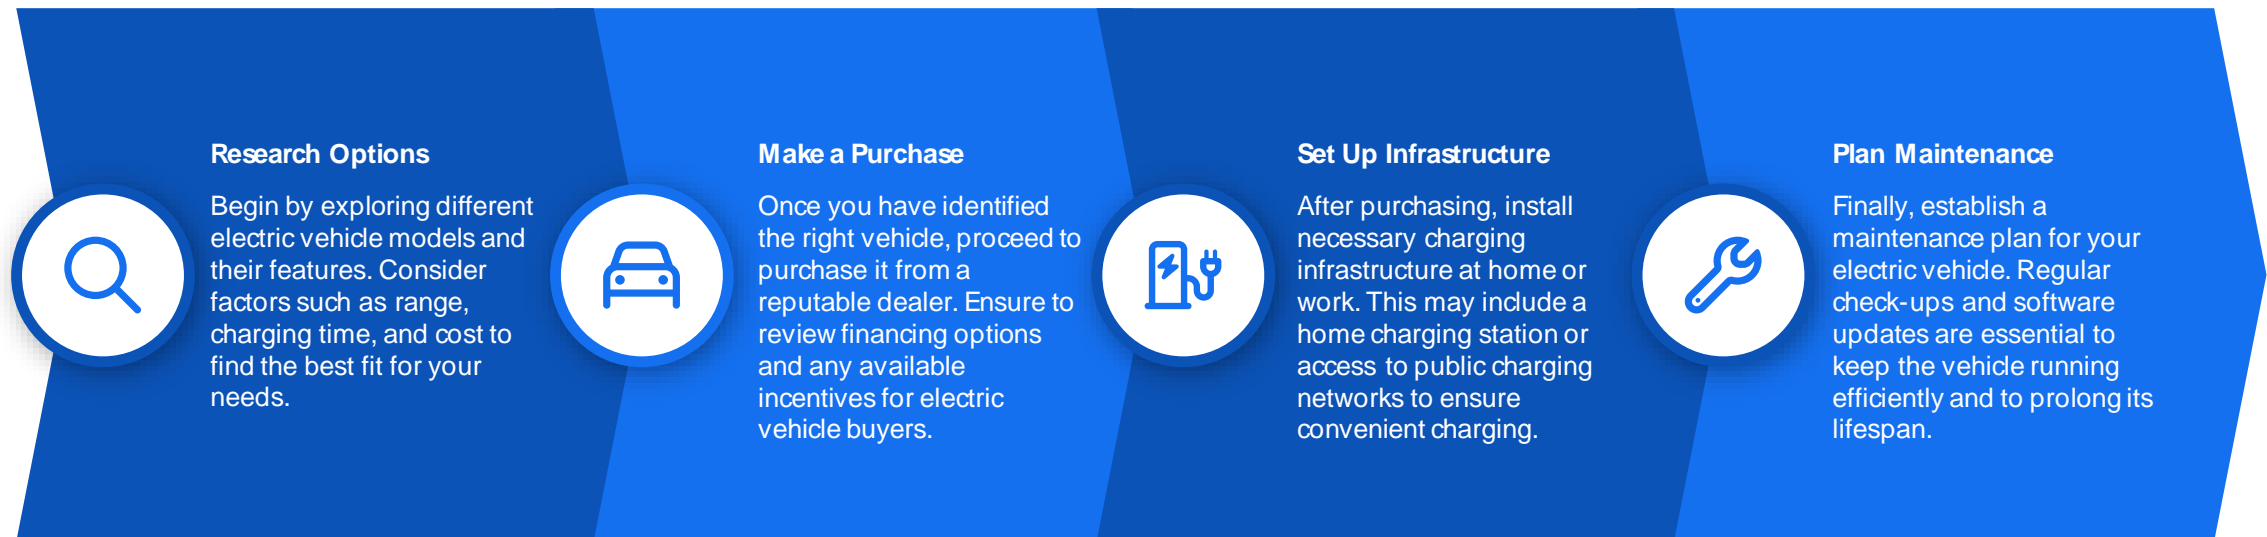 Research Options
Begin by exploring different
electric vehicle models and
their features. Consider
factors such as range,
charging time, and cost to
find the best fit for your
needs.
Make a Purchase
Once you have identified
the right vehicle, proceed to
purchase it from a
reputable dealer. Ensure to
review financing options
and any available
incentives for electric
vehicle buyers.
Set Up Infrastructure
After purchasing, install
necessary charging
infrastructure at home or
work. This may include a
home charging station or
access to public charging
networks to ensure
convenient charging.
Plan Maintenance
Finally, establish a
maintenance plan for your
electric vehicle. Regular
check-ups and software
updates are essential to
keep the vehicle running
efficiently and to prolong its
lifespan.